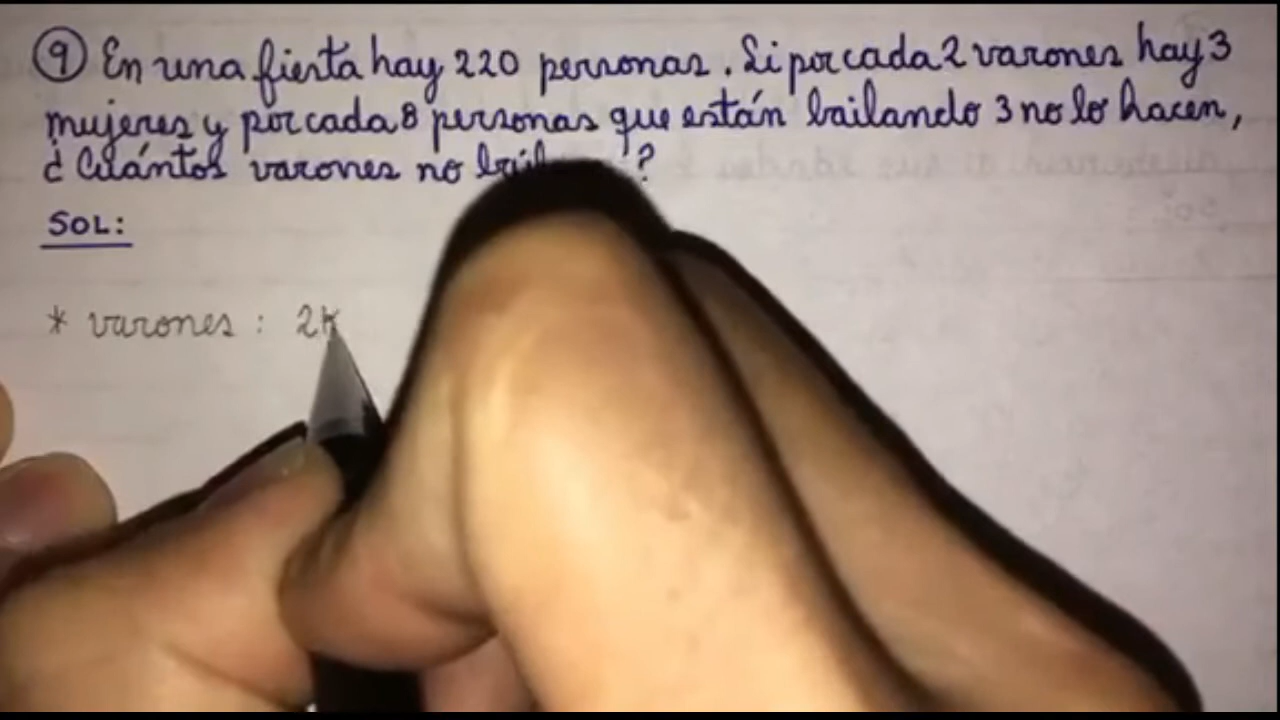 9 En una fiesta hay 220 personas. Si por cada 2 varones hay 3
mujeres y por cada 8 personas que están bailando 3 no lo hacen,
¿Cuántos varones no ?
SOL:
* varones : 2K